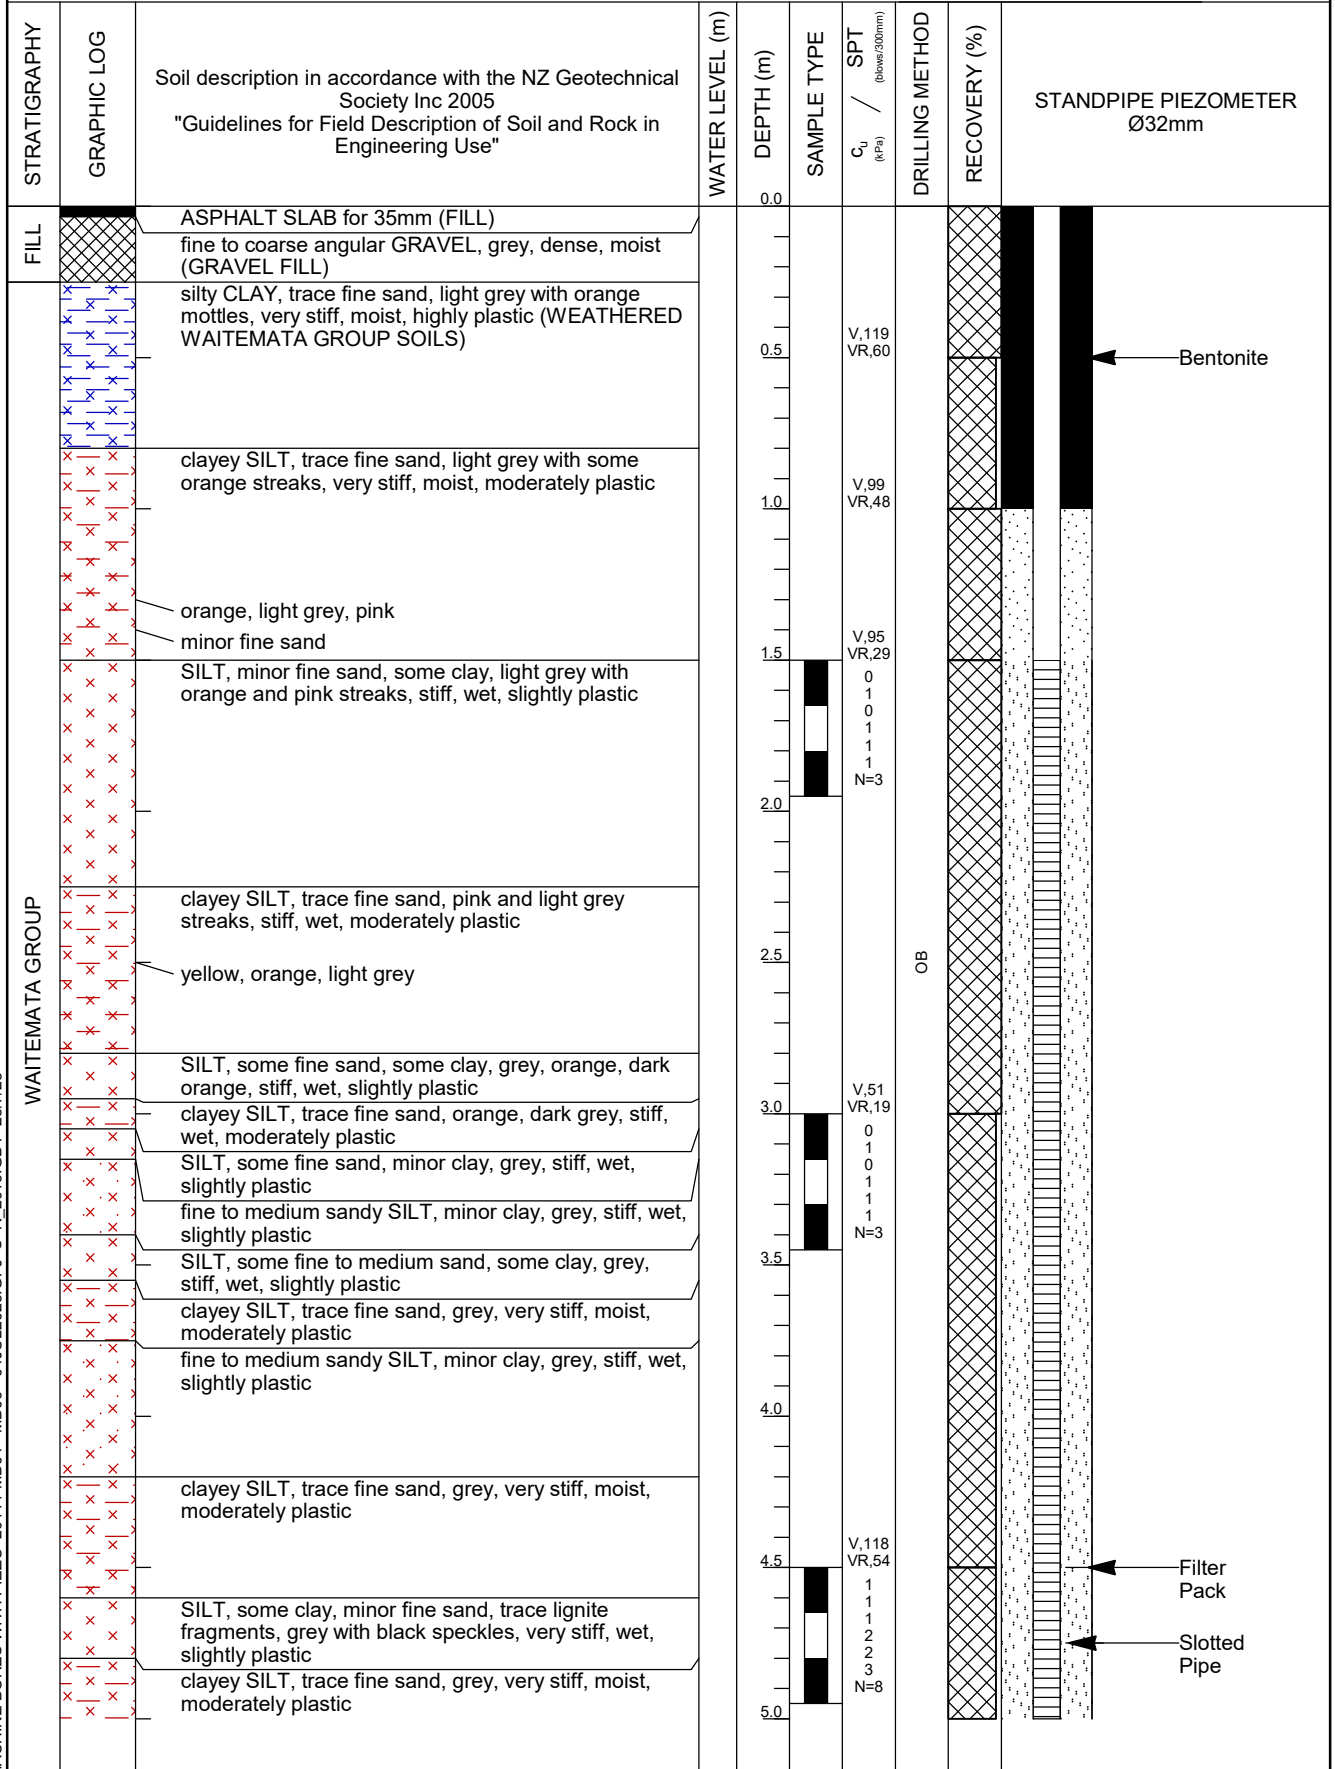 STRATIGRAPHY
GRAPHIC LOG
Soil description in accordance with the NZ Geotechnical
Society Inc 2005
"Guidelines for Field Description of Soil and Rock in
Engineering Use"
WATER LEVEL (m)
DEPTH (m)
SAMPLE TYPE
cu (kPa) / SPT (blows/300mm)
DRILLING METHOD
RECOVERY (%)
STANDPIPE PIEZOMETER
Ø32mm
0.0
FILL
ASPHALT SLAB for 35mm (FILL)
fine to coarse angular GRAVEL, grey, dense, moist
(GRAVEL FILL)
WAITEMATA GROUP
silty CLAY, trace fine sand, light grey with orange
mottles, very stiff, moist, highly plastic (WEATHERED
WAITEMATA GROUP SOILS)
V,119
VR,60
0.5
Bentonite
clayey SILT, trace fine sand, light grey with some
orange streaks, very stiff, moist, moderately plastic
V,99
VR,48
1.0
orange, light grey, pink
minor fine sand
V,95
VR,29
1.5
SILT, minor fine sand, some clay, light grey with
orange and pink streaks, stiff, wet, slightly plastic
0
1
0
1
1
1
N=3
2.0
clayey SILT, trace fine sand, pink and light grey
streaks, stiff, wet, moderately plastic
2.5
yellow, orange, light grey
OB
SILT, some fine sand, some clay, grey, orange, dark
orange, stiff, wet, slightly plastic
V,51
VR,19
3.0
clayey SILT, trace fine sand, orange, dark grey, stiff,
wet, moderately plastic
SILT, some fine sand, minor clay, grey, stiff, wet,
slightly plastic
fine to medium sandy SILT, minor clay, grey, stiff, wet,
slightly plastic
0
1
0
1
1
1
N=3
3.5
SILT, some fine to medium sand, some clay, grey,
stiff, wet, slightly plastic
clayey SILT, trace fine sand, grey, very stiff, moist,
moderately plastic
fine to medium sandy SILT, minor clay, grey, stiff, wet,
slightly plastic
4.0
clayey SILT, trace fine sand, grey, very stiff, moist,
moderately plastic
V,118
VR,54
4.5
Filter
Pack
SILT, some clay, minor fine sand, trace lignite
fragments, grey with black speckles, very stiff, wet,
slightly plastic
1
1
1
2
2
3
N=8
Slotted
Pipe
clayey SILT, trace fine sand, grey, very stiff, moist,
moderately plastic
5.0